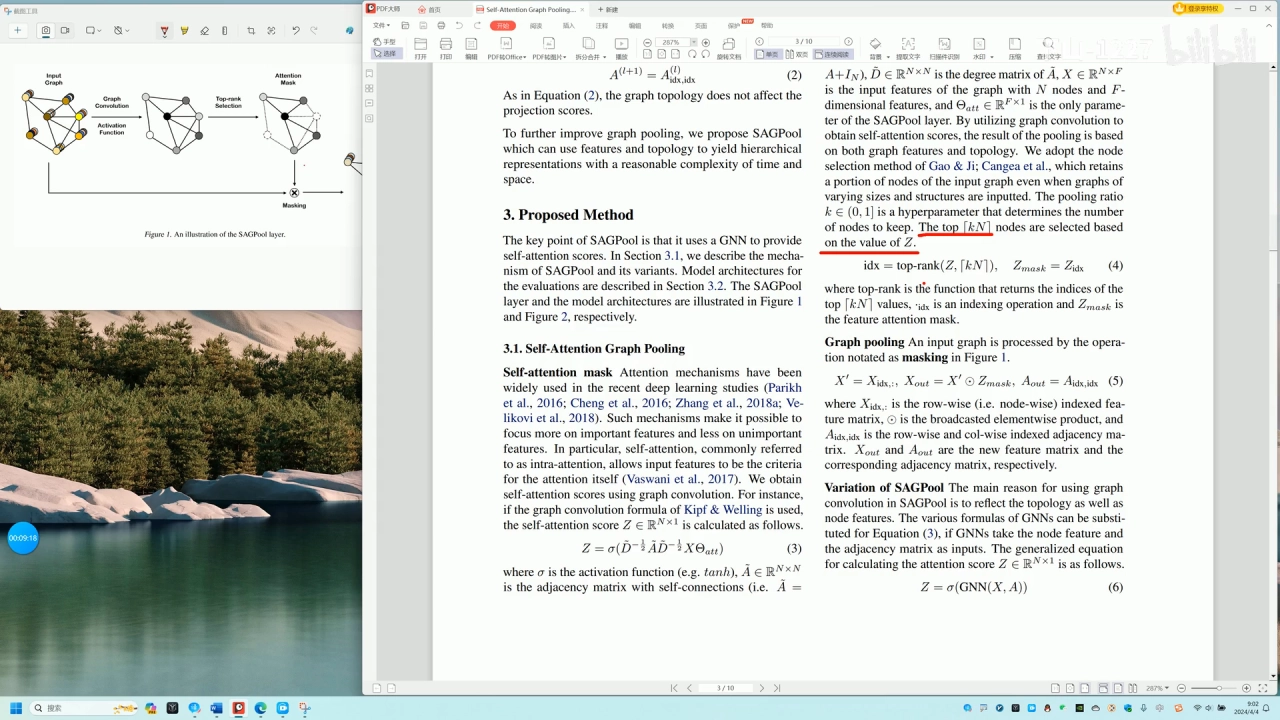 截图工具
Input
Graph
Graph
Convolution
Activation
Function
Top-rank
Selection
Attention
Mask
Masking
Figure 1. An illustration of the SAGPool layer.
00:09:18
PDF大师
首页
Self-Attention Graph Pooling...
新建
登录享特权
文件
开始
阅读
插入
注释
编辑
转换
页面
保护
NEW
帮助
手型
选择
打开
打印
编辑
PDF转Office
PDF转图片
拆分合并
播放
287%
3 / 10
旋转文档
单页
双页
连续阅读
背景
提取文字
扫描件识别
水印
压缩
查找文字
bilibili
A^{(l+1)} = A^{(l)}_{idx,idx} (2)
As in Equation (2), the graph topology does not affect the
projection scores.
To further improve graph pooling, we propose SAGPool
which can use features and topology to yield hierarchical
representations with a reasonable complexity of time and
space.
3. Proposed Method
The key point of SAGPool is that it uses a GNN to provide
self-attention scores. In Section 3.1, we describe the mecha-
nism of SAGPool and its variants. Model architectures for
the evaluations are described in Section 3.2. The SAGPool
layer and the model architectures are illustrated in Figure 1
and Figure 2, respectively.
3.1. Self-Attention Graph Pooling
Self-attention mask Attention mechanisms have been
widely used in the recent deep learning studies (Parikh
et al., 2016; Cheng et al., 2016; Zhang et al., 2018a; Ve-
likovi et al., 2018). Such mechanisms make it possible to
focus more on important features and less on unimportant
features. In particular, self-attention, commonly referred
to as intra-attention, allows input features to be the criteria
for the attention itself (Vaswani et al., 2017). We obtain
self-attention scores using graph convolution. For instance,
if the graph convolution formula of Kipf & Welling is used,
the self-attention score Z ∈ ℝ^{N×1} is calculated as follows.
Z = σ(D̃^{-1/2} Ã D̃^{-1/2} XΘ_{att}) (3)
where σ is the activation function (e.g. tanh), Ã ∈ ℝ^{N×N}
is the adjacency matrix with self-connections (i.e. Ã =
A+I_N), D̃ ∈ ℝ^{N×N} is the degree matrix of Ã, X ∈ ℝ^{N×F}
is the input features of the graph with N nodes and F-
dimensional features, and Θ_{att} ∈ ℝ^{F×1} is the only parame-
ter of the SAGPool layer. By utilizing graph convolution to
obtain self-attention scores, the result of the pooling is based
on both graph features and topology. We adopt the node
selection method of Gao & Ji; Cangea et al., which retains
a portion of nodes of the input graph even when graphs of
varying sizes and structures are inputted. The pooling ratio
k ∈ (0, 1] is a hyperparameter that determines the number
of nodes to keep. The top ⌈kN⌉ nodes are selected based
on the value of Z.
idx = top-rank(Z, ⌈kN⌉), Z_{mask} = Z_{idx} (4)
where top-rank is the function that returns the indices of the
top ⌈kN⌉ values, ·_{idx} is an indexing operation and Z_{mask} is
the feature attention mask.
Graph pooling An input graph is processed by the opera-
tion notated as masking in Figure 1.
X′ = X_{idx,:}, X_{out} = X′ ⊙ Z_{mask}, A_{out} = A_{idx,idx} (5)
where X_{idx,:} is the row-wise (i.e. node-wise) indexed fea-
ture matrix, ⊙ is the broadcasted elementwise product, and
A_{idx,idx} is the row-wise and col-wise indexed adjacency ma-
trix. X_{out} and A_{out} are the new feature matrix and the
corresponding adjacency matrix, respectively.
Variation of SAGPool The main reason for using graph
convolution in SAGPool is to reflect the topology as well as
node features. The various formulas of GNNs can be substi-
tuted for Equation (3), if GNNs take the node feature and
the adjacency matrix as inputs. The generalized equation
for calculating the attention score Z ∈ ℝ^{N×1} is as follows.
Z = σ(GNN(X, A)) (6)
3 / 10
287%
搜索
9:02
2024/4/4